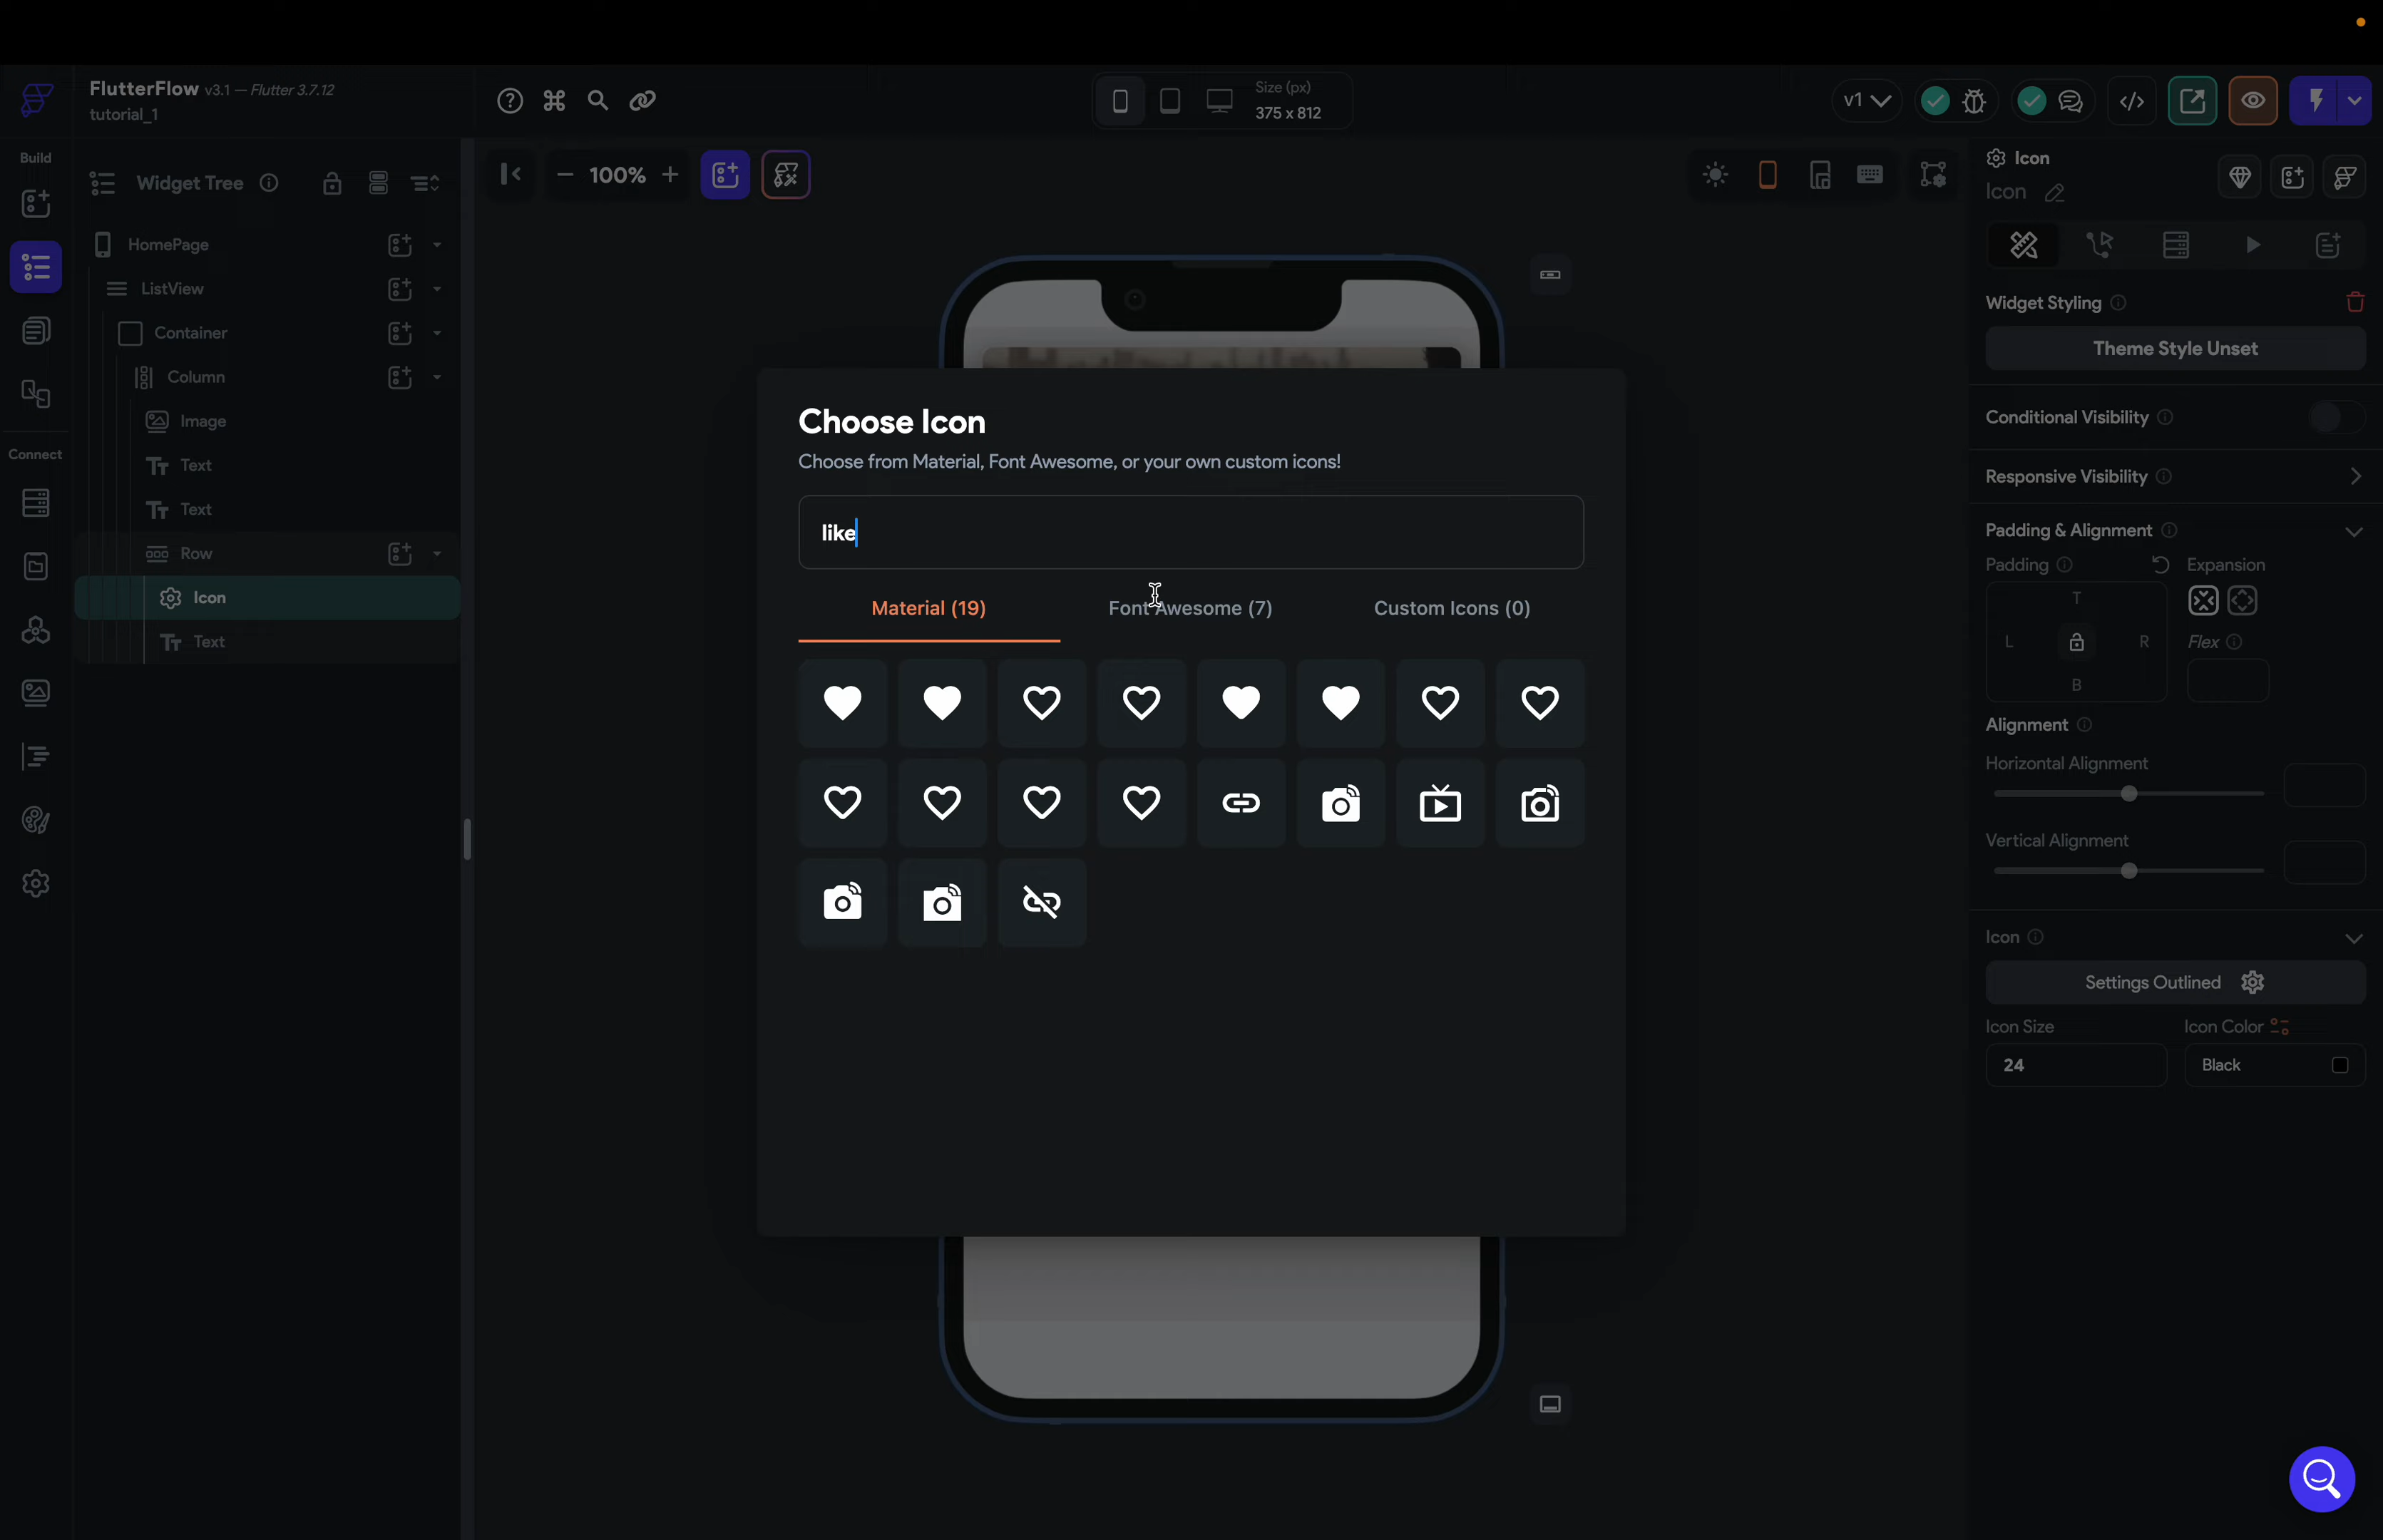 FlutterFlow v3.1 — Flutter 3.7.12
tutorial_1
Size (px)
375 x 812
v1
Build
Connect
Widget Tree
HomePage
ListView
Container
Column
Image
Text
Text
Row
Icon
Text
100%
Choose Icon
Choose from Material, Font Awesome, or your own custom icons!
like
Material (19)
Font Awesome (7)
Custom Icons (0)
Icon
Icon
Widget Styling
Theme Style Unset
Conditional Visibility
Responsive Visibility
Padding & Alignment
Padding
Expansion
T
L
R
B
Flex
Alignment
Horizontal Alignment
Vertical Alignment
Icon
Settings Outlined
Icon Size
Icon Color
24
Black